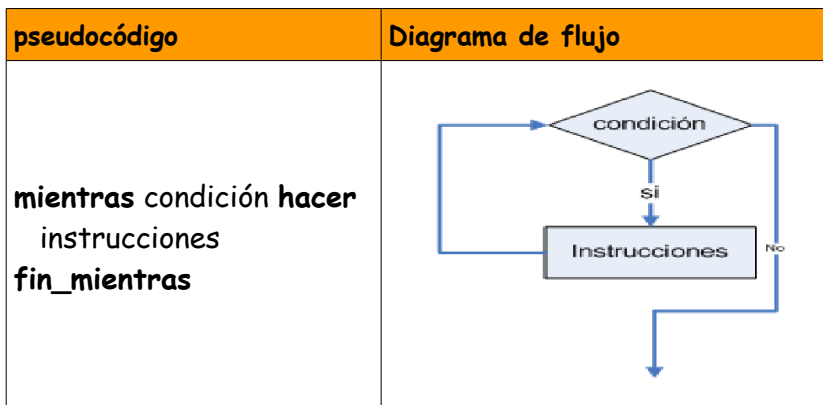 pseudocódigo
Diagrama de flujo
mientras condición hacer
instrucciones
fin_mientras
condición
si
Instrucciones
No